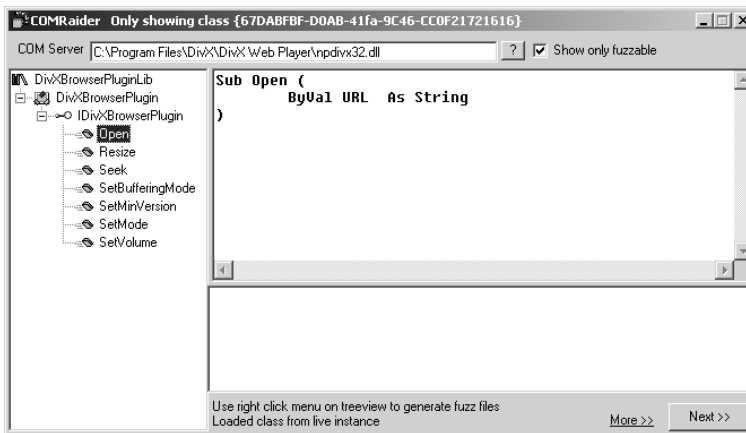 COMRaider Only showing class {67DABFBF-D0AB-41fa-9C46-CC0F21721616}
COM Server C:\Program Files\DivX\DivX Web Player\npdivx32.dll ? Show only fuzzable
DivXBrowserPluginLib
DivXBrowserPlugin
IDivXBrowserPlugin
Open
Resize
Seek
SetBufferingMode
SetMinVersion
SetMode
SetVolume
Sub Open (
ByVal URL As String
)
Use right click menu on treeview to generate fuzz files
Loaded class from live instance
More >> Next >>